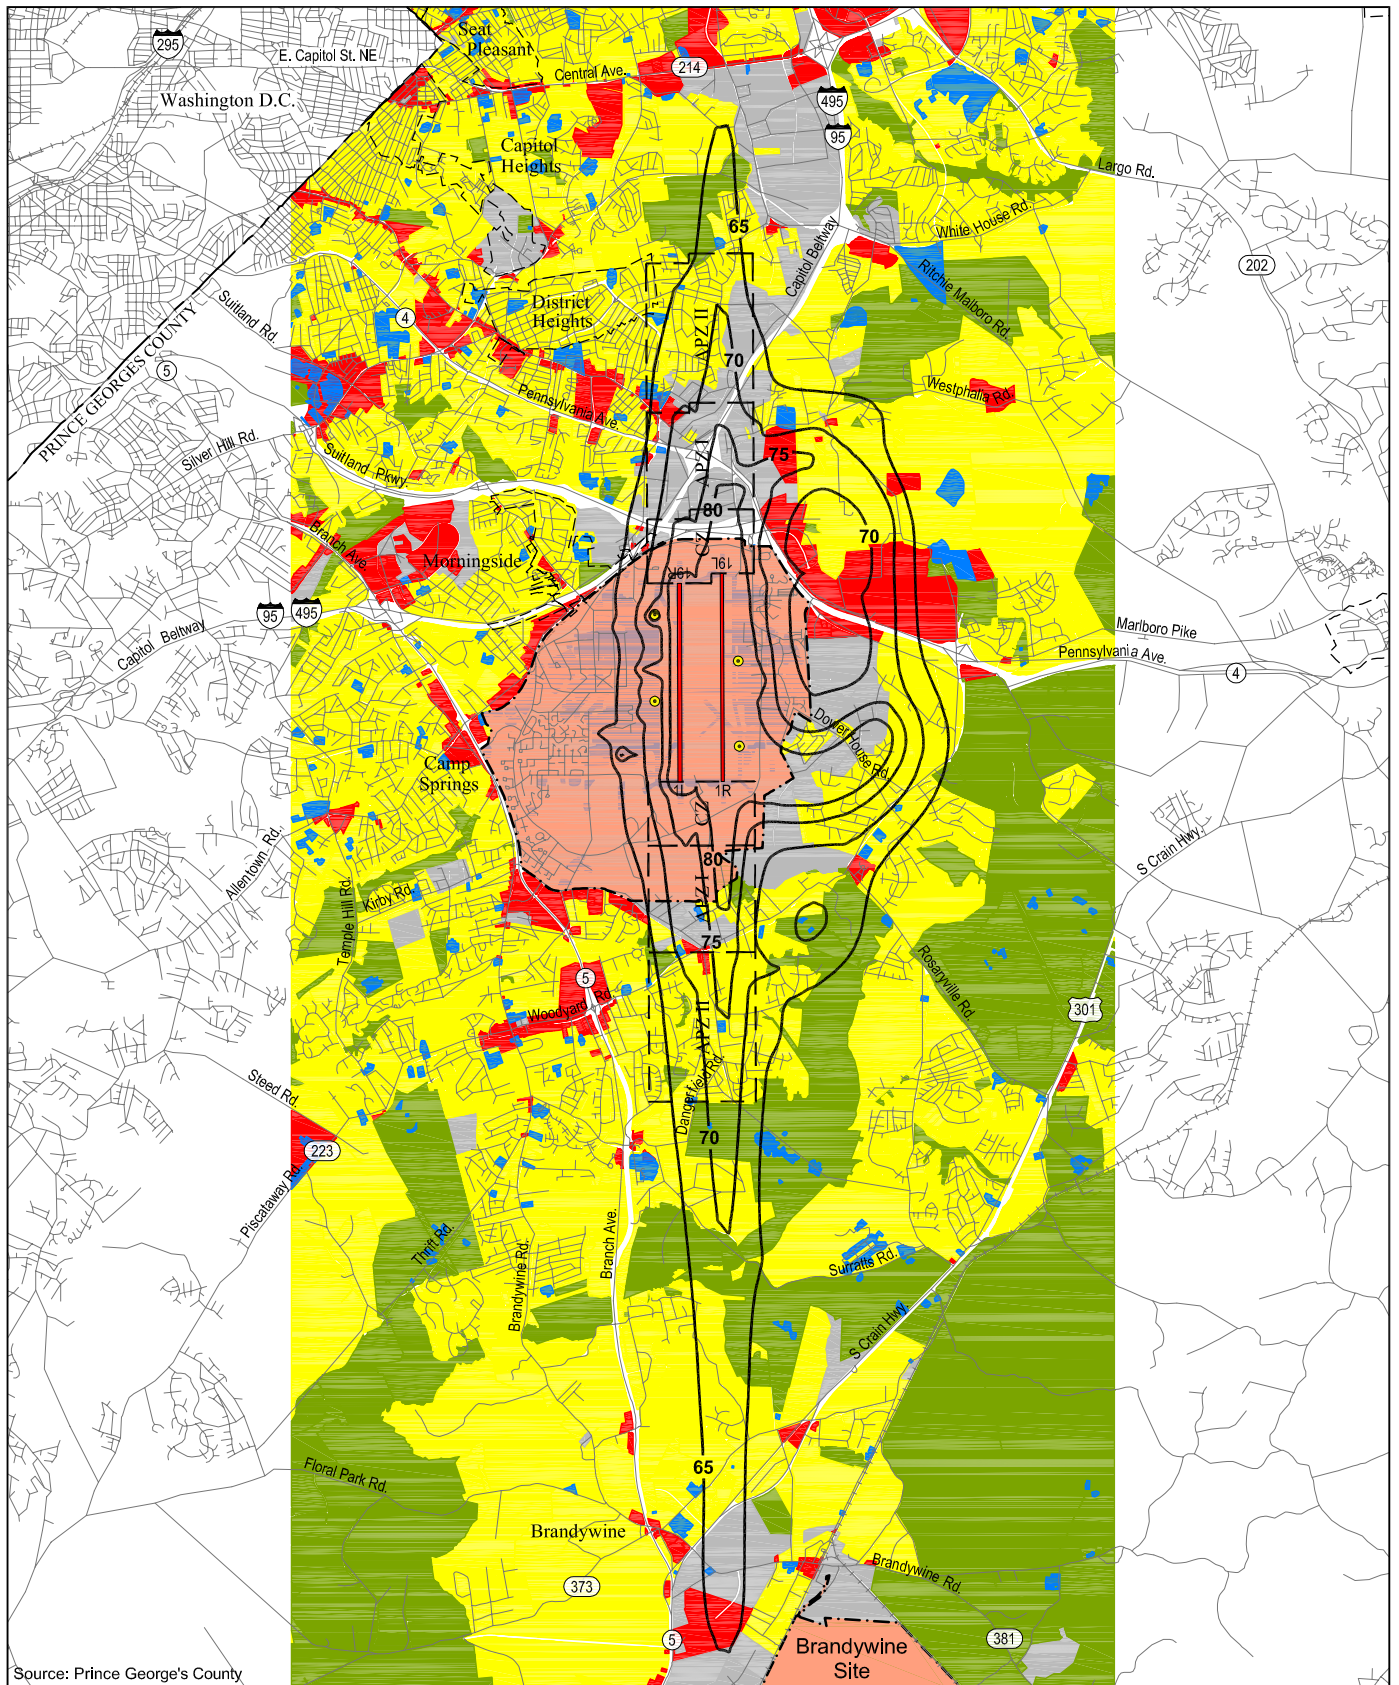 Seat
Pleasant
295
E. Capitol St. NE
Central Ave.
214
Washington D.C.
495
95
Capitol
Heights
Largo Rd.
65
White House Rd.
Capitol Beltway
202
Ritchie Malboro Rd.
Suitland Rd.
District
Heights
4
PRINCE GEORGES COUNTY
5
APZ II
70
Westphalia Rd.
Pennsylvania Ave.
Silver Hill Rd.
Suitland Pkwy.
APZ I
75
80
Branch Ave.
Morningside
CZ
70
19R
19L
95
495
Capitol Beltway
Marlboro Pike
Pennsylvania Ave.
4
Dower House Rd.
Camp
Springs
1R
CZ
S Crain Hwy.
Allentown Rd.
80
Temple Hill Rd.
Kirby Rd.
APZ I
75
Rosaryville Rd.
5
Woodyard Rd.
301
APZ II
Dangerfield Rd.
Steed Rd.
70
223
Piscataway Rd.
Thrift Rd.
Brandywine Rd.
Branch Ave.
Surratts Rd.
S Crain Hwy.
65
Floral Park Rd.
Brandywine
373
Brandywine Rd.
5
381
Brandywine
Site
Source: Prince George's County